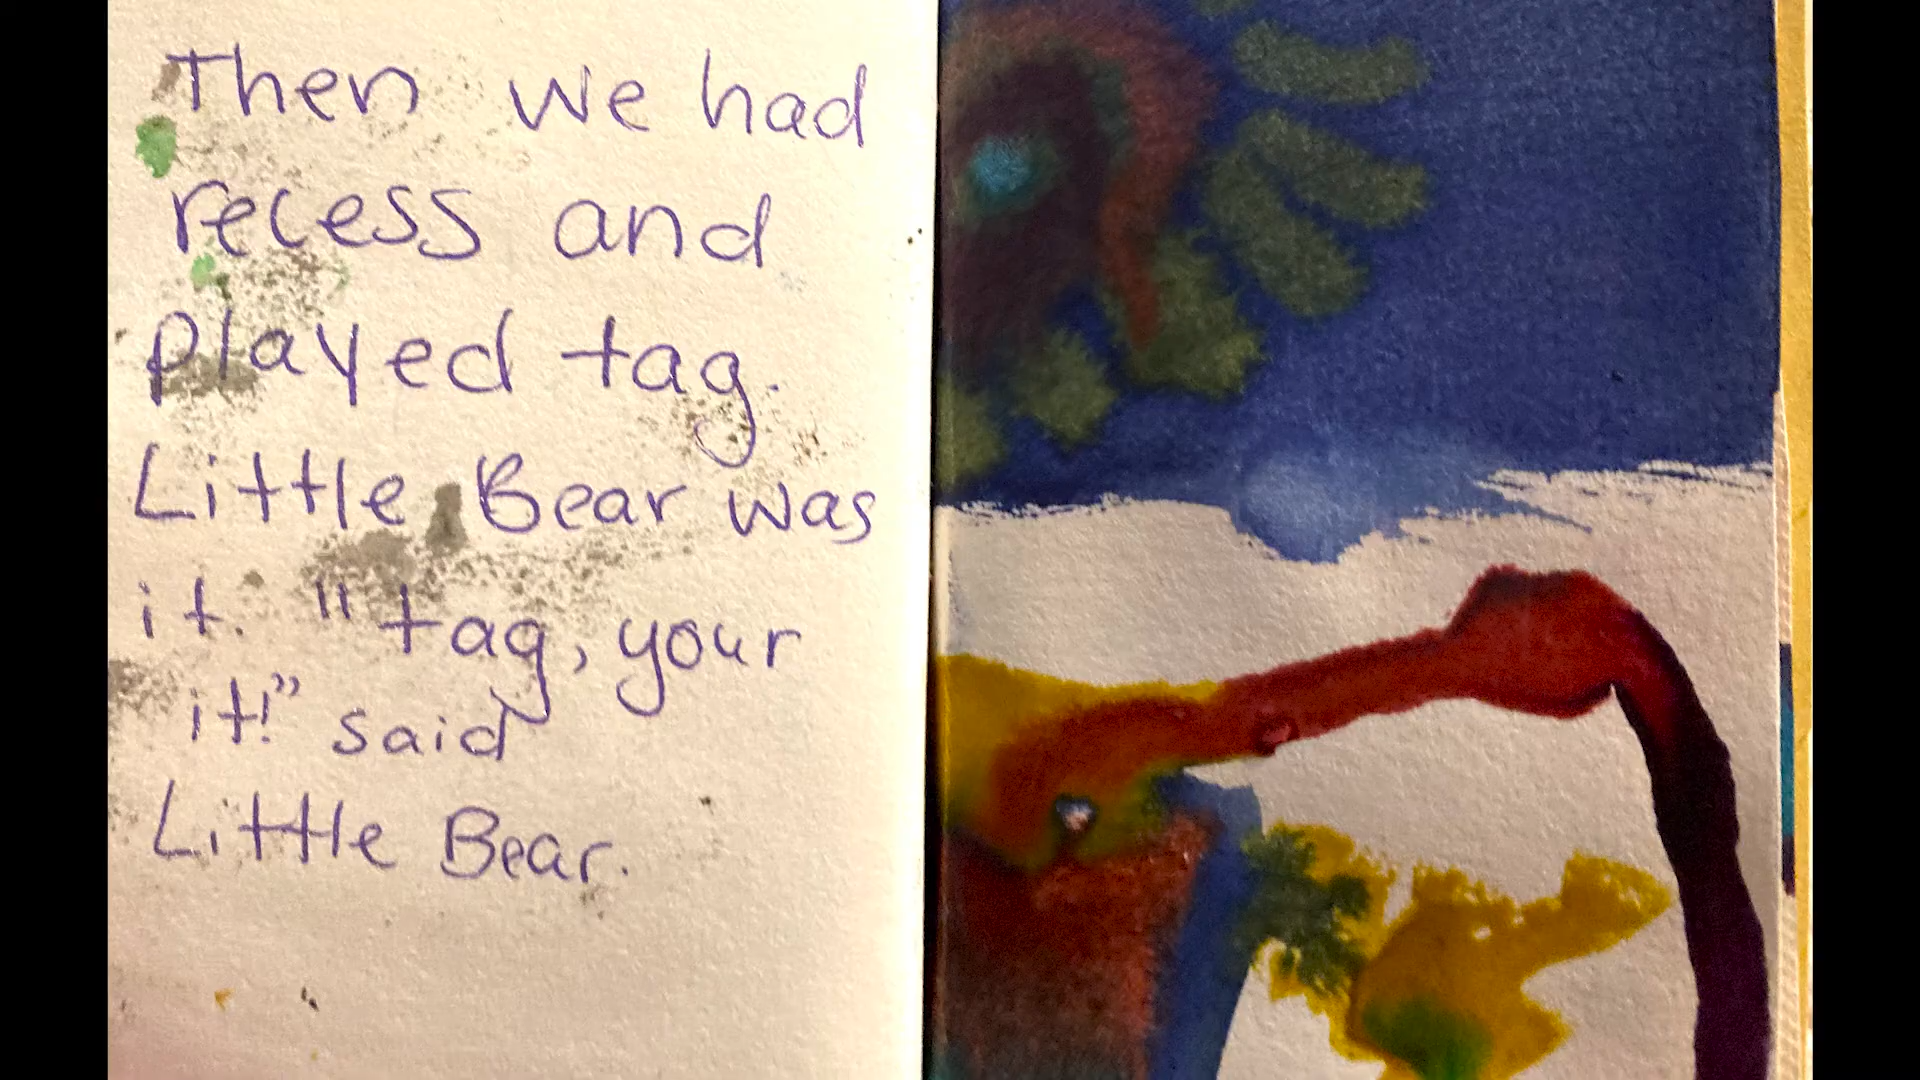 Then we had
recess and
played tag.
Little Bear was
it. "tag, your
it!" said
Little Bear.